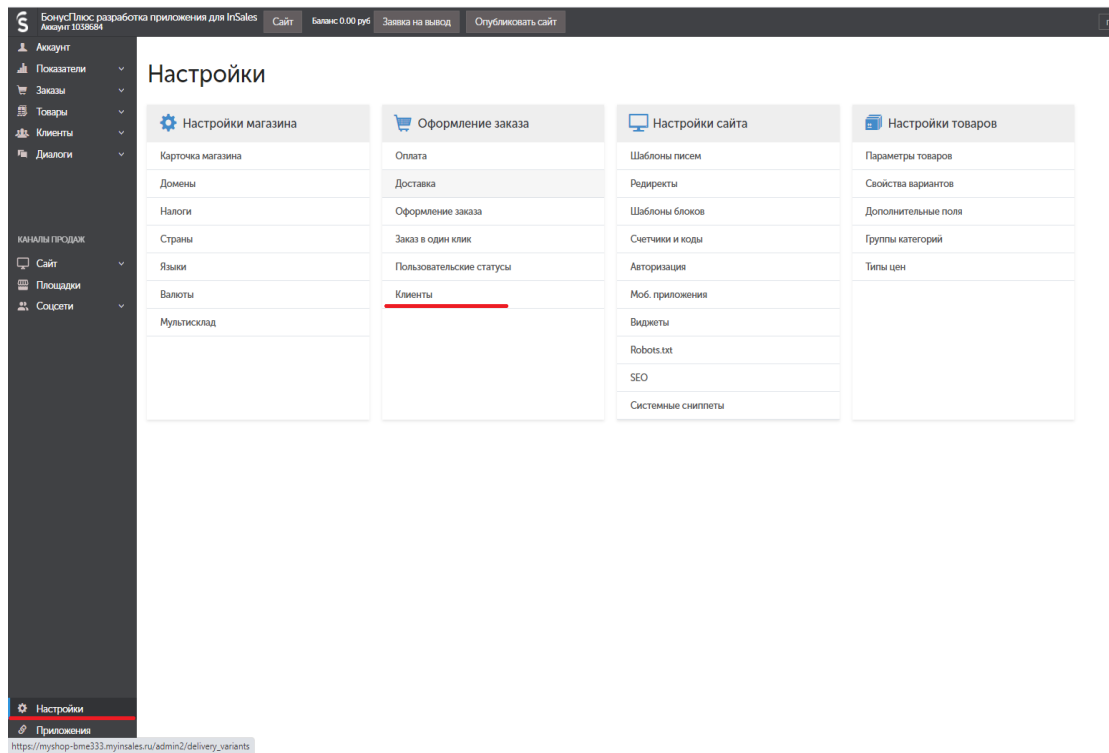 БонусПлюс разработка приложения для InSales
Аккаунт 1038684
Сайт
Баланс 0.00 руб
Заявка на вывод
Опубликовать сайт
Аккаунт
Показатели
Заказы
Товары
Клиенты
Диалоги
КАНАЛЫ ПРОДАЖ
Сайт
Площадки
Соцсети
Настройки
Приложения
Настройки
Настройки магазина
Карточка магазина
Домены
Налоги
Страны
Языки
Валюты
Мультисклад
Оформление заказа
Оплата
Доставка
Оформление заказа
Заказ в один клик
Пользовательские статусы
Клиенты
Настройки сайта
Шаблоны писем
Редиректы
Шаблоны блоков
Счетчики и коды
Авторизация
Моб. приложения
Виджеты
Robots.txt
SEO
Системные сниппеты
Настройки товаров
Параметры товаров
Свойства вариантов
Дополнительные поля
Группы категорий
Типы цен
https://myshop-bme333.myinsales.ru/admin2/delivery_variants